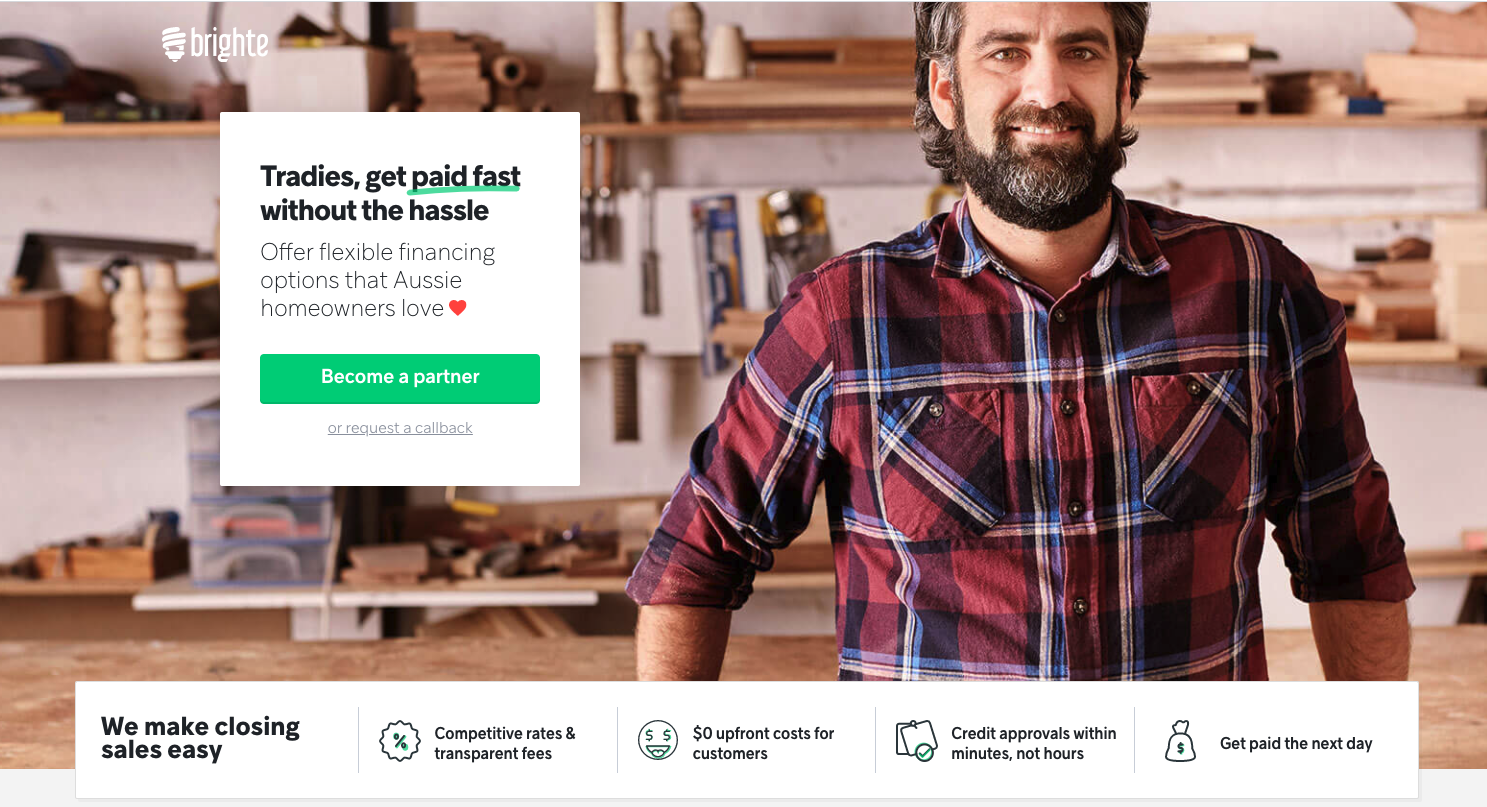 brighte
Tradies, get paid fast
without the hassle
Offer flexible financing
options that Aussie
homeowners love ❤
Become a partner
or request a callback
We make closing
sales easy
%
Competitive rates &
transparent fees
$ $
$0 upfront costs for
customers
Credit approvals within
minutes, not hours
$
Get paid the next day